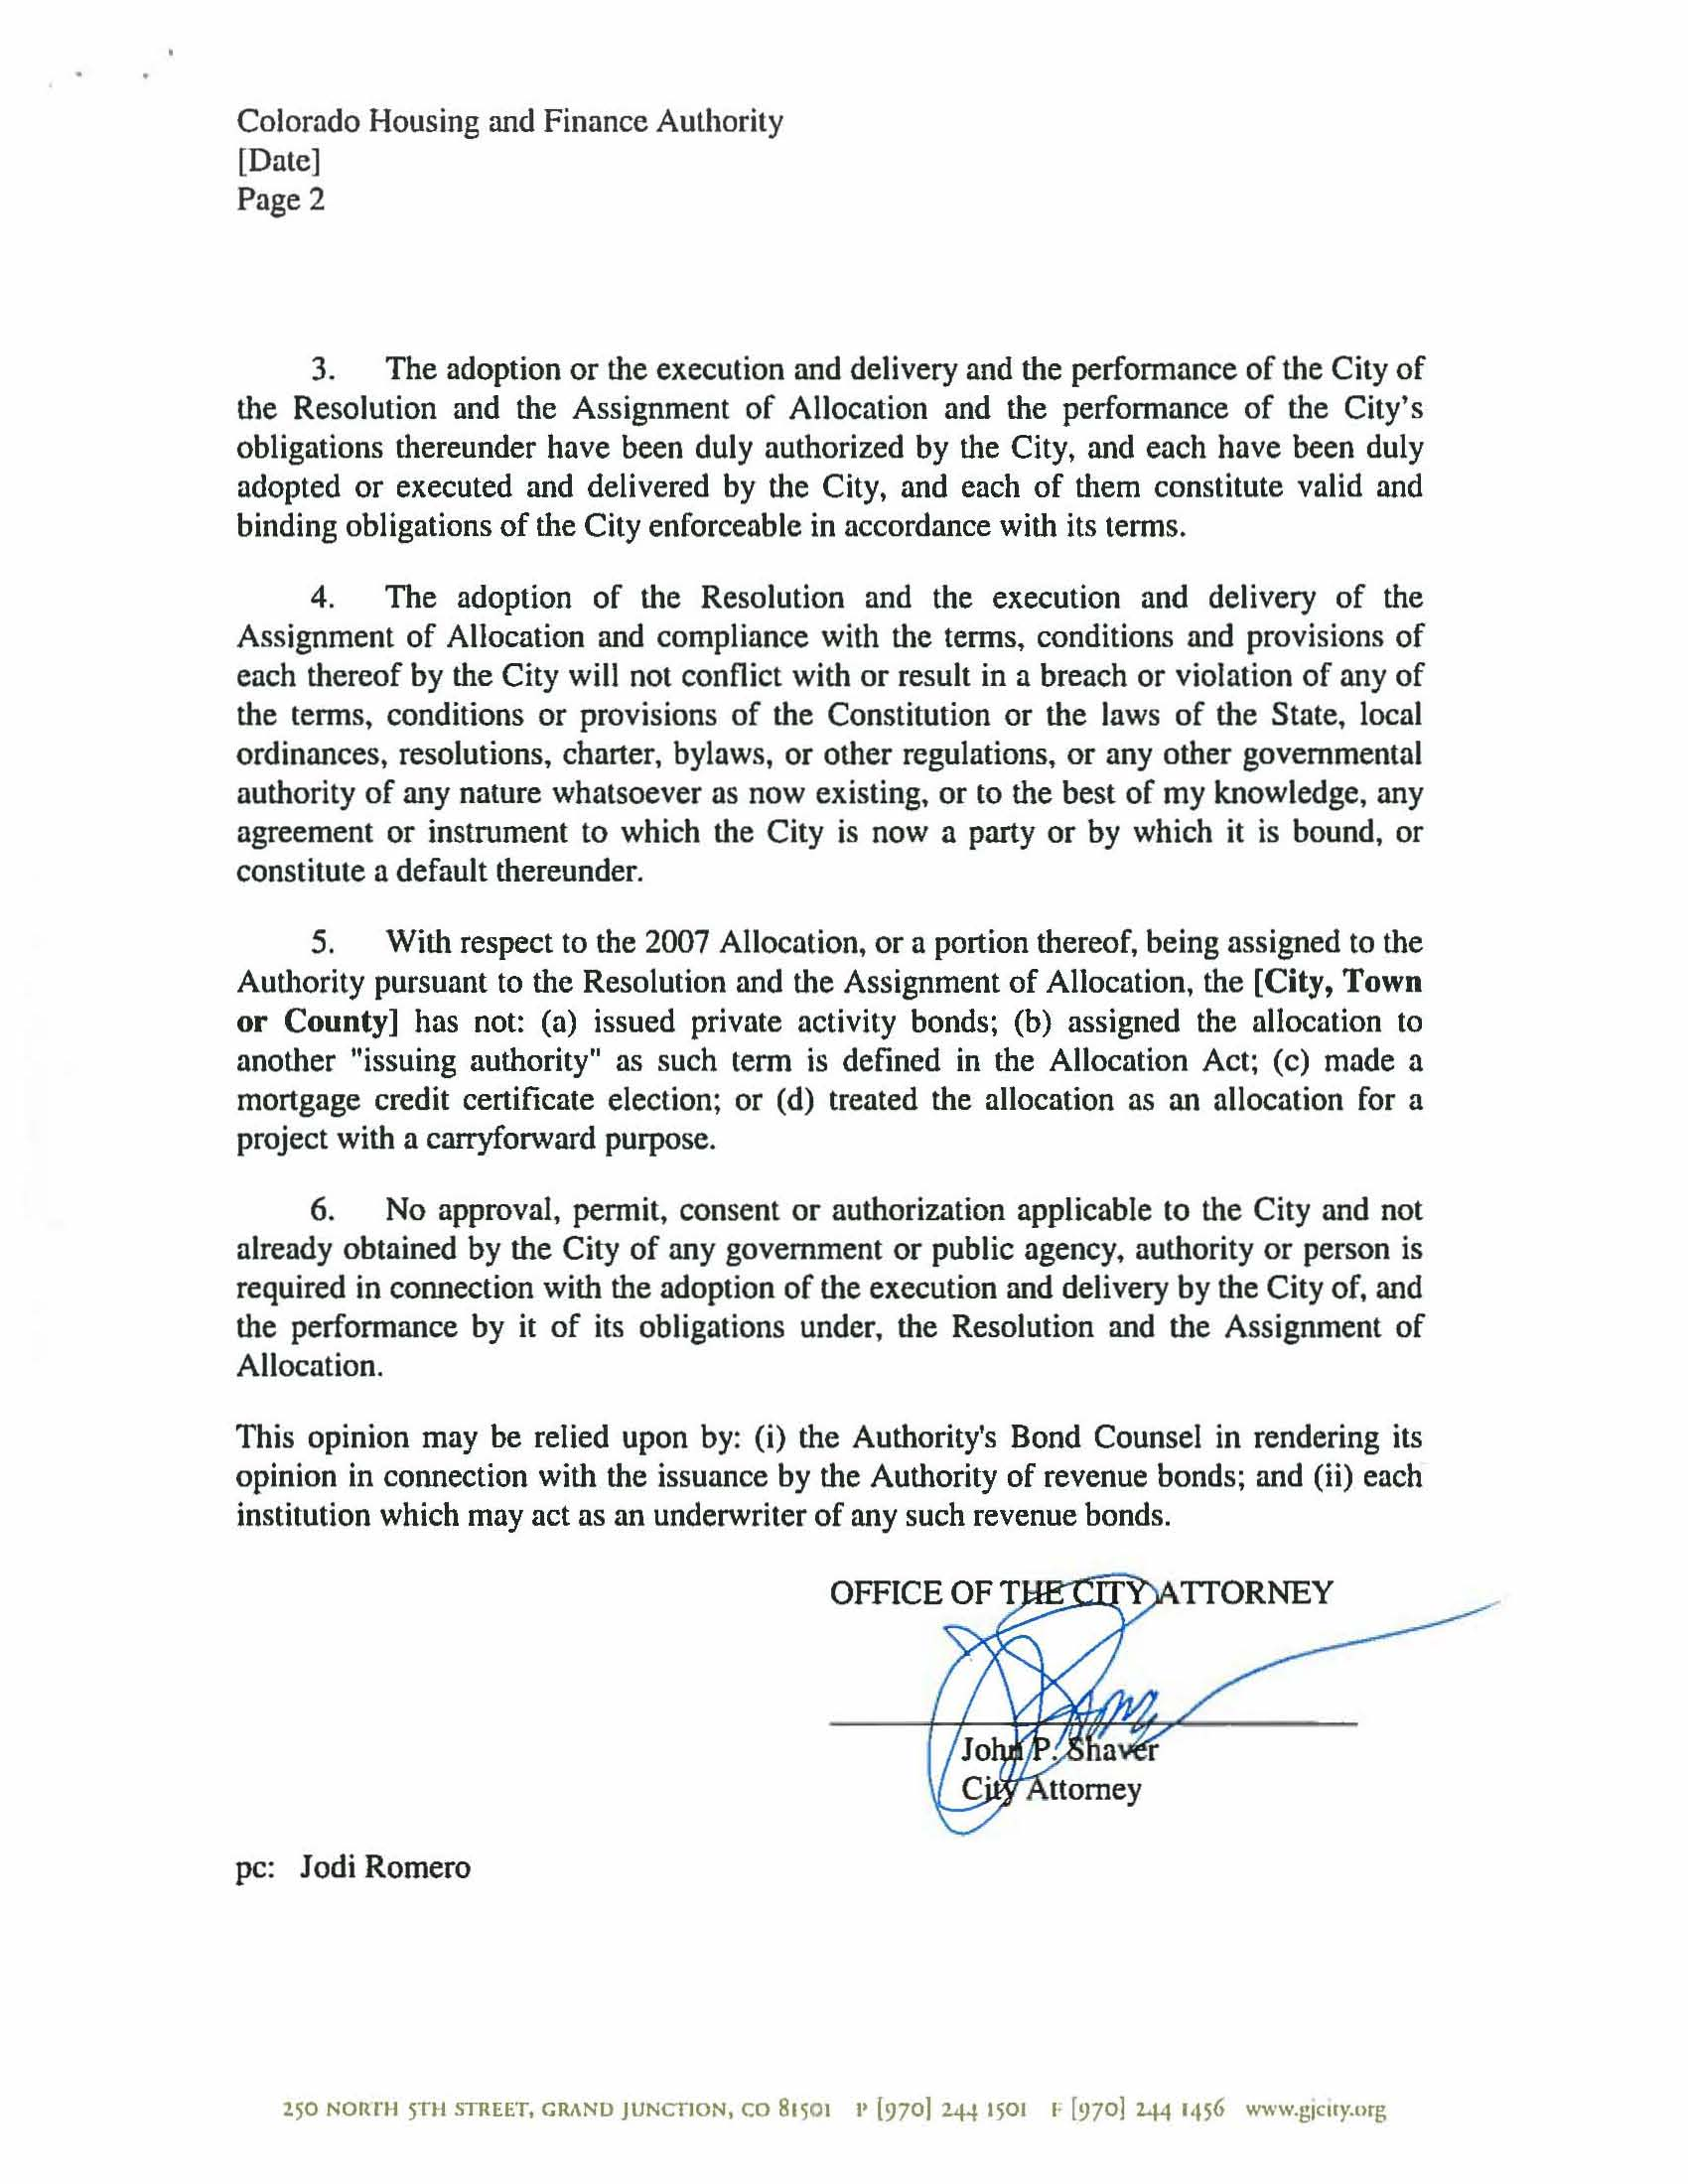 Colorado Housing and Finance Authority
[Date]
Page 2
3. The adoption or the execution and delivery and the performance of the City of
the Resolution and the Assignment of Allocation and the performance of the City's
obligations thereunder have been duly authorized by the City, and each have been duly
adopted or executed and delivered by the City, and each of them constitute valid and
binding obligations of the City enforceable in accordance with its terms.
4. The adoption of the Resolution and the execution and delivery of the
Assignment of Allocation and compliance with the terms, conditions and provisions of
each thereof by the City will not conflict with or result in a breach or violation of any of
the terms, conditions or provisions of the Constitution or the laws of the State, local
ordinances, resolutions, charter, bylaws, or other regulations, or any other governmental
authority of any nature whatsoever as now existing, or to the best of my knowledge, any
agreement or instrument to which the City is now a party or by which it is bound, or
constitute a default thereunder.
5. With respect to the 2007 Allocation, or a portion thereof, being assigned to the
Authority pursuant to the Resolution and the Assignment of Allocation, the [City, Town
or County] has not: (a) issued private activity bonds; (b) assigned the allocation to
another "issuing authority" as such term is defined in the Allocation Act; (c) made a
mortgage credit certificate election; or (d) treated the allocation as an allocation for a
project with a carryforward purpose.
6. No approval, permit, consent or authorization applicable to the City and not
already obtained by the City of any government or public agency, authority or person is
required in connection with the adoption of the execution and delivery by the City of, and
the performance by it of its obligations under, the Resolution and the Assignment of
Allocation.
This opinion may be relied upon by: (i) the Authority's Bond Counsel in rendering its
opinion in connection with the issuance by the Authority of revenue bonds; and (ii) each
institution which may act as an underwriter of any such revenue bonds.
OFFICE OF THE CITY ATTORNEY
John P. Shaver
City Attorney
pc: Jodi Romero
250 NORTH 5TH STREET, GRAND JUNCTION, CO 81501 P [970] 244 1501 F [970] 244 1456 www.gjcity.org